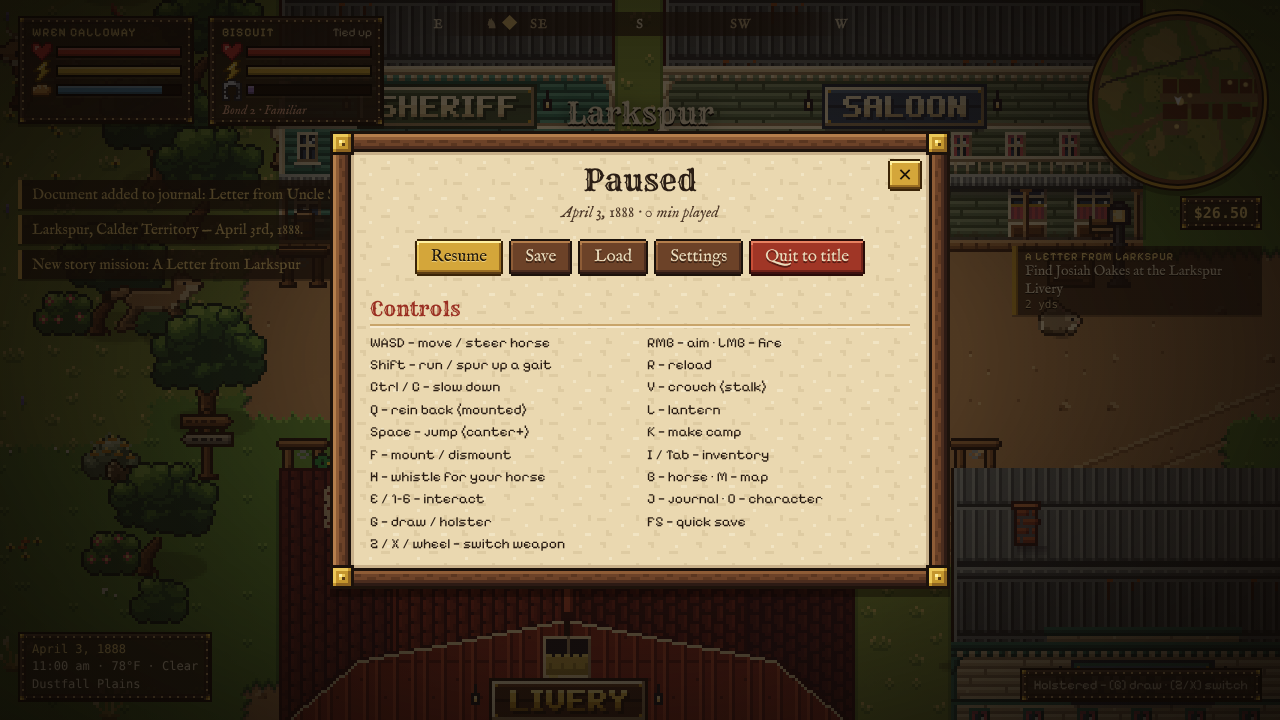 WREN CALLOWAY
BISCUIT Tied up
Bond 2 · Familiar
E SE S SW W
SHERIFF
Larkspur
SALOON
$26.50
Document added to journal: Letter from Uncle
Larkspur, Calder Territory — April 3rd, 1888.
New story mission: A Letter from Larkspur
A LETTER FROM LARKSPUR
Find Josiah Oakes at the Larkspur
Livery
2 yds
Paused
April 3, 1888 · 0 min played
Resume Save Load Settings Quit to title
Controls
WASD – move / steer horse
Shift – run / spur up a gait
Ctrl / C – slow down
Q – rein back (mounted)
Space – jump (canter+)
F – mount / dismount
H – whistle for your horse
E / 1-6 – interact
G – draw / holster
Z / X / wheel – switch weapon
RMB – aim · LMB – fire
R – reload
V – crouch (stalk)
L – lantern
K – make camp
I / Tab – inventory
B – horse · M – map
J – journal · O – character
F5 – quick save
April 3, 1888
11:00 am · 78°F · Clear
Dustfall Plains
LIVERY
Holstered – (G) draw · (Z/X) switch